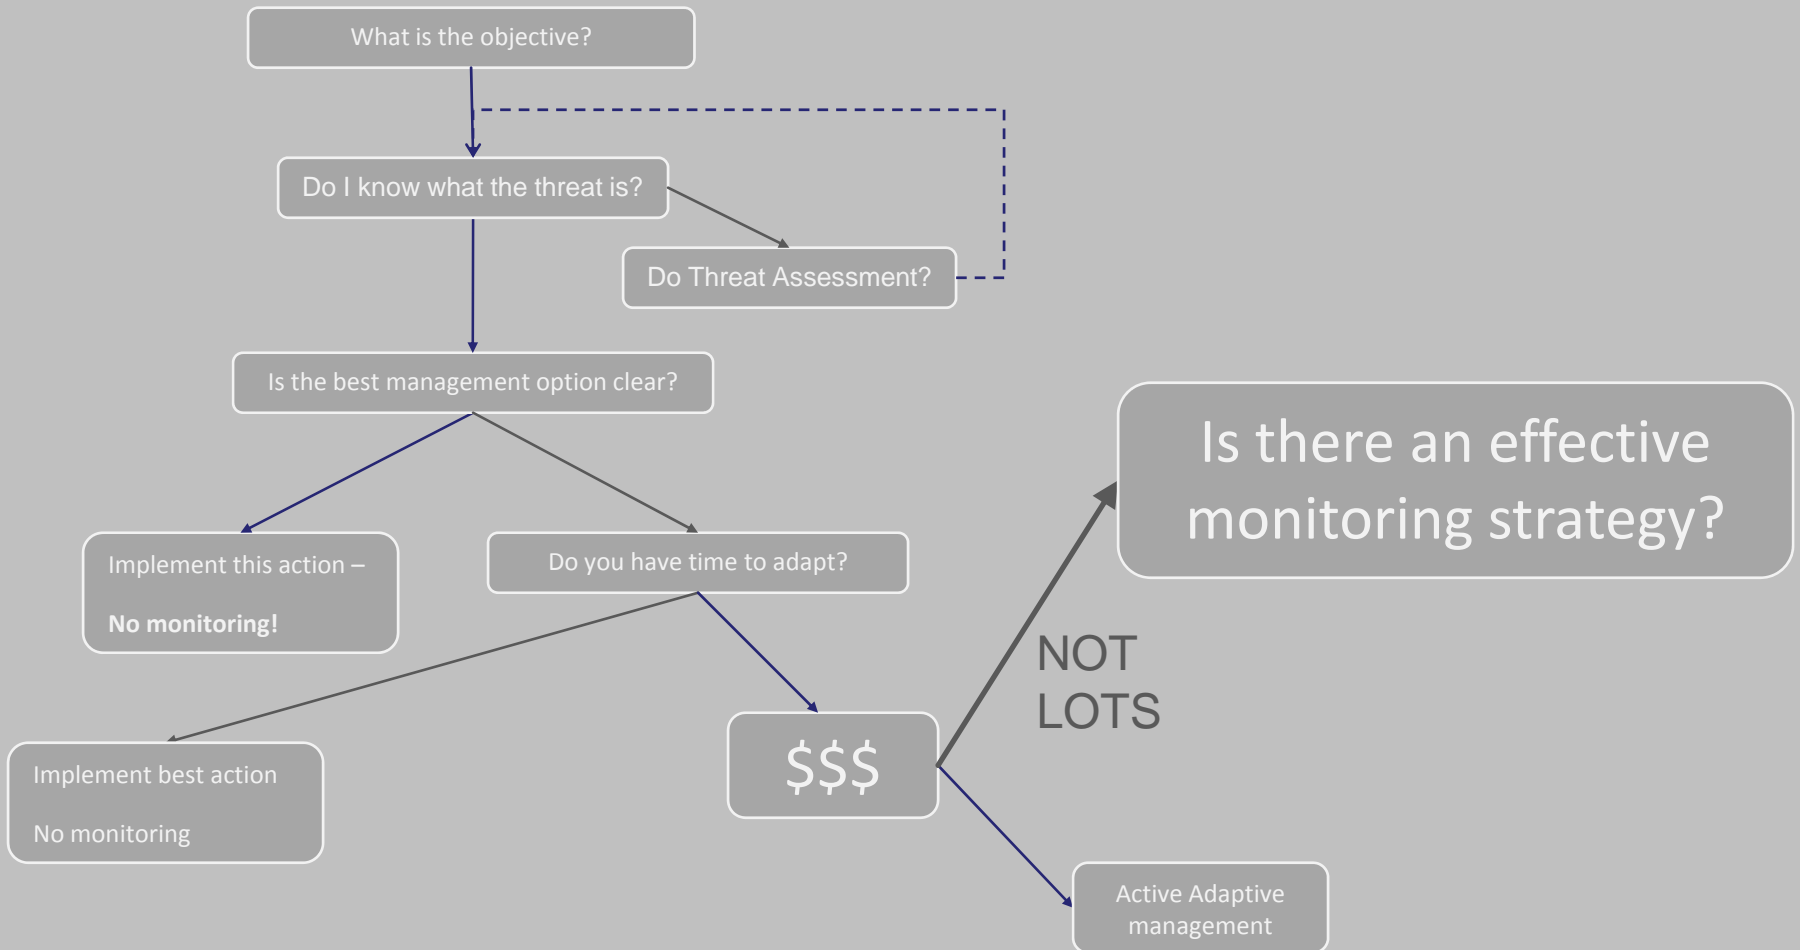 What is the objective?
Do I know what the threat is?
Do Threat Assessment?
Is the best management option clear?
Is there an effective
monitoring strategy?
Implement this action –
No monitoring!
Do you have time to adapt?
NOT
LOTS
$$$
Implement best action
No monitoring
Active Adaptive
management